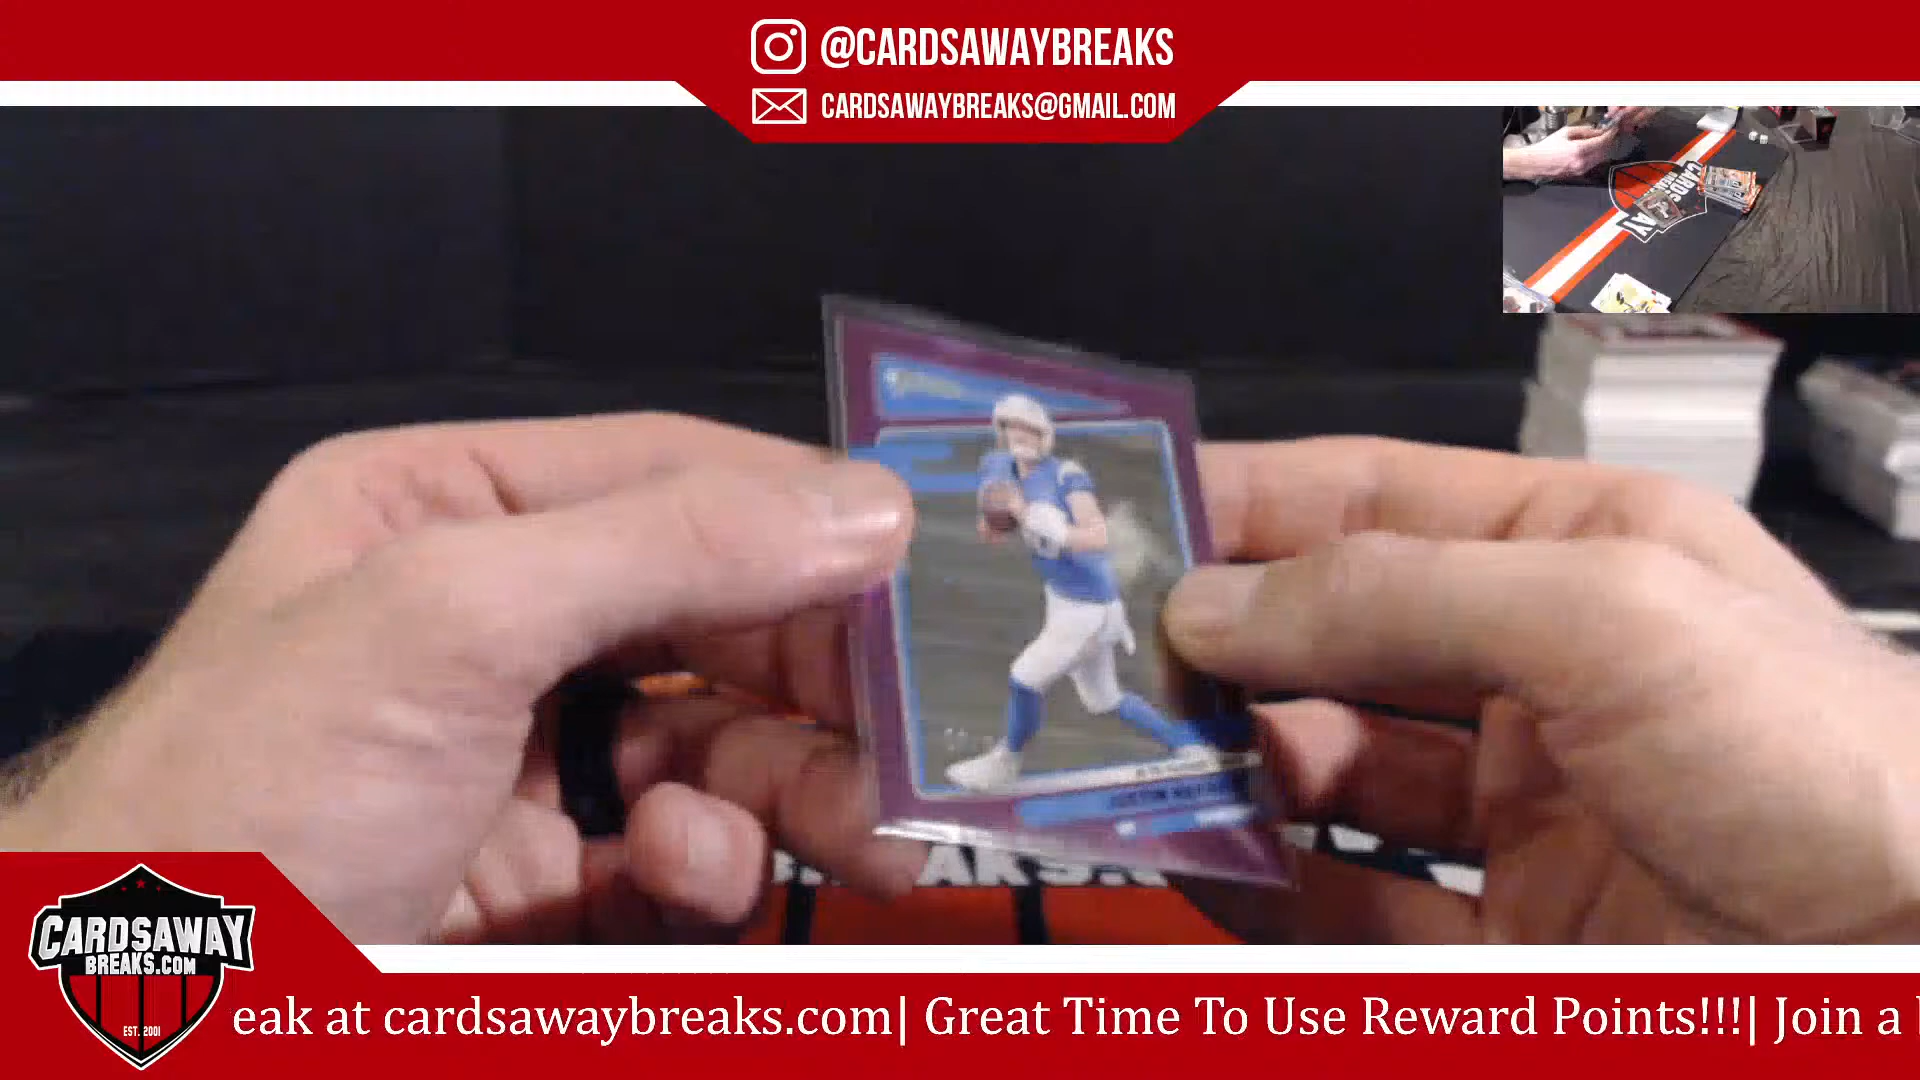 @CARDSAWAYBREAKS
CARDSAWAYBREAKS@GMAIL.COM
CARDSAWAY
BREAKS.COM
EST. 2001
eak at cardsawaybreaks.com| Great Time To Use Reward Points!!!| Join a